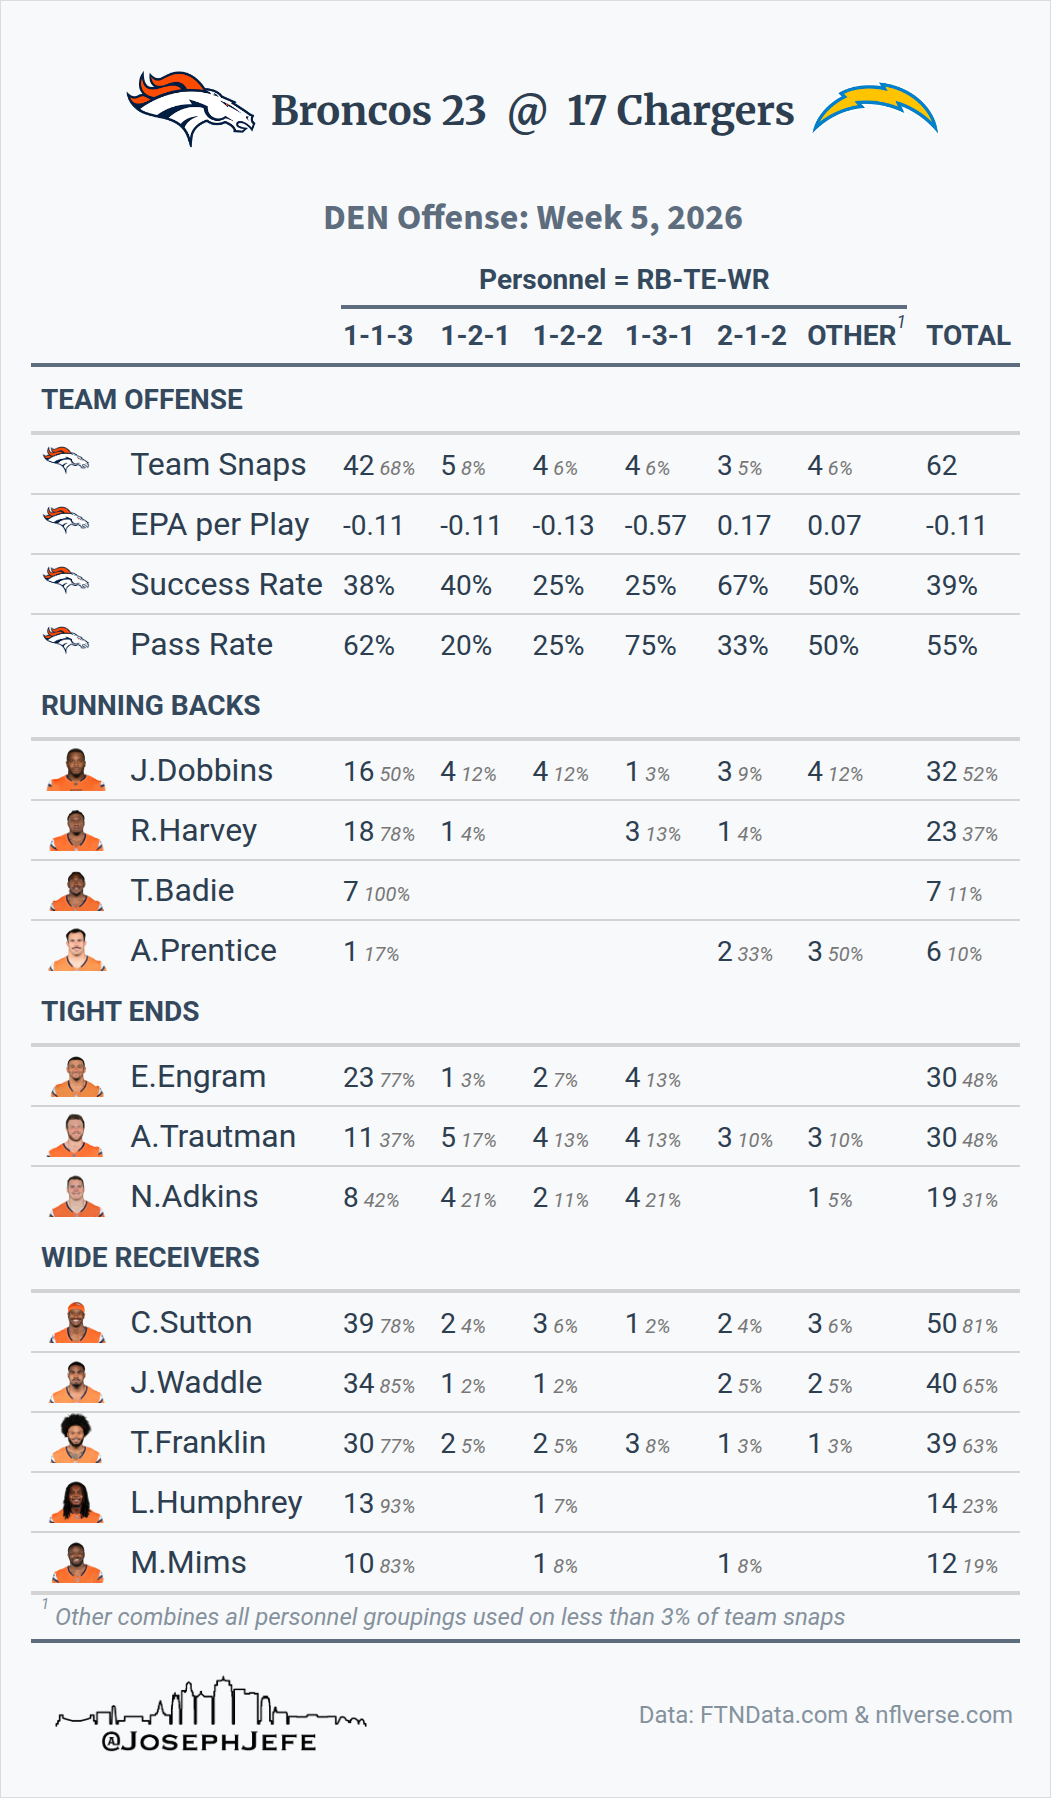 Broncos 23 @ 17 Chargers
DEN Offense: Week 5, 2026
Personnel = RB-TE-WR
1-1-3 1-2-1 1-2-2 1-3-1 2-1-2 OTHER1 TOTAL
TEAM OFFENSE
Team Snaps 42 68% 5 8% 4 6% 4 6% 3 5% 4 6% 62
EPA per Play -0.11 -0.11 -0.13 -0.57 0.17 0.07 -0.11
Success Rate 38% 40% 25% 25% 67% 50% 39%
Pass Rate 62% 20% 25% 75% 33% 50% 55%
RUNNING BACKS
J.Dobbins 16 50% 4 12% 4 12% 1 3% 3 9% 4 12% 32 52%
R.Harvey 18 78% 1 4% 3 13% 1 4% 23 37%
T.Badie 7 100% 7 11%
A.Prentice 1 17% 2 33% 3 50% 6 10%
TIGHT ENDS
E.Engram 23 77% 1 3% 2 7% 4 13% 30 48%
A.Trautman 11 37% 5 17% 4 13% 4 13% 3 10% 3 10% 30 48%
N.Adkins 8 42% 4 21% 2 11% 4 21% 1 5% 19 31%
WIDE RECEIVERS
C.Sutton 39 78% 2 4% 3 6% 1 2% 2 4% 3 6% 50 81%
J.Waddle 34 85% 1 2% 1 2% 2 5% 2 5% 40 65%
T.Franklin 30 77% 2 5% 2 5% 3 8% 1 3% 1 3% 39 63%
L.Humphrey 13 93% 1 7% 14 23%
M.Mims 10 83% 1 8% 1 8% 12 19%
1 Other combines all personnel groupings used on less than 3% of team snaps
@JosephJefe
Data: FTNData.com & nflverse.com